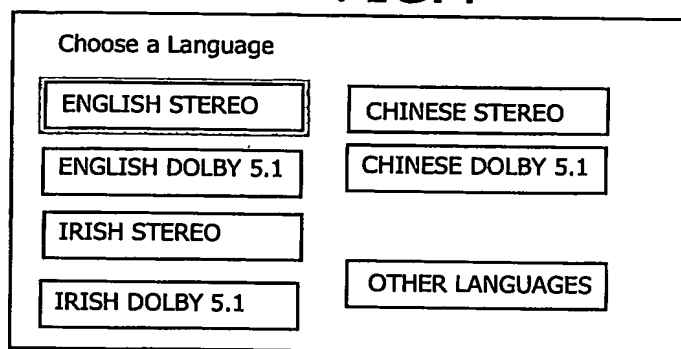 Choose a Language
ENGLISH STEREO
ENGLISH DOLBY 5.1
IRISH STEREO
IRISH DOLBY 5.1
CHINESE STEREO
CHINESE DOLBY 5.1
OTHER LANGUAGES